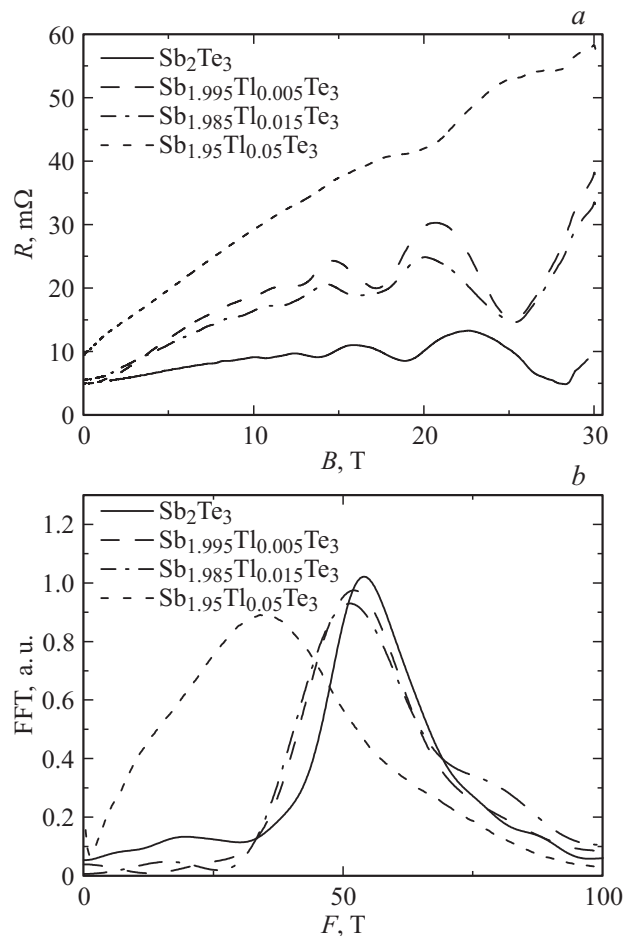 a
60
Sb₂Te₃
Sb₁.₉₉₅Tl₀.₀₀₅Te₃
50
Sb₁.₉₈₅Tl₀.₀₁₅Te₃
Sb₁.₉₅Tl₀.₀₅Te₃
40
R, mΩ
30
20
10
0
0 10 20 30
B, T
b
1.2
Sb₂Te₃
Sb₁.₉₉₅Tl₀.₀₀₅Te₃
Sb₁.₉₈₅Tl₀.₀₁₅Te₃
1.0
Sb₁.₉₅Tl₀.₀₅Te₃
0.8
FFT, a. u.
0.6
0.4
0.2
0
0 50 100
F, T